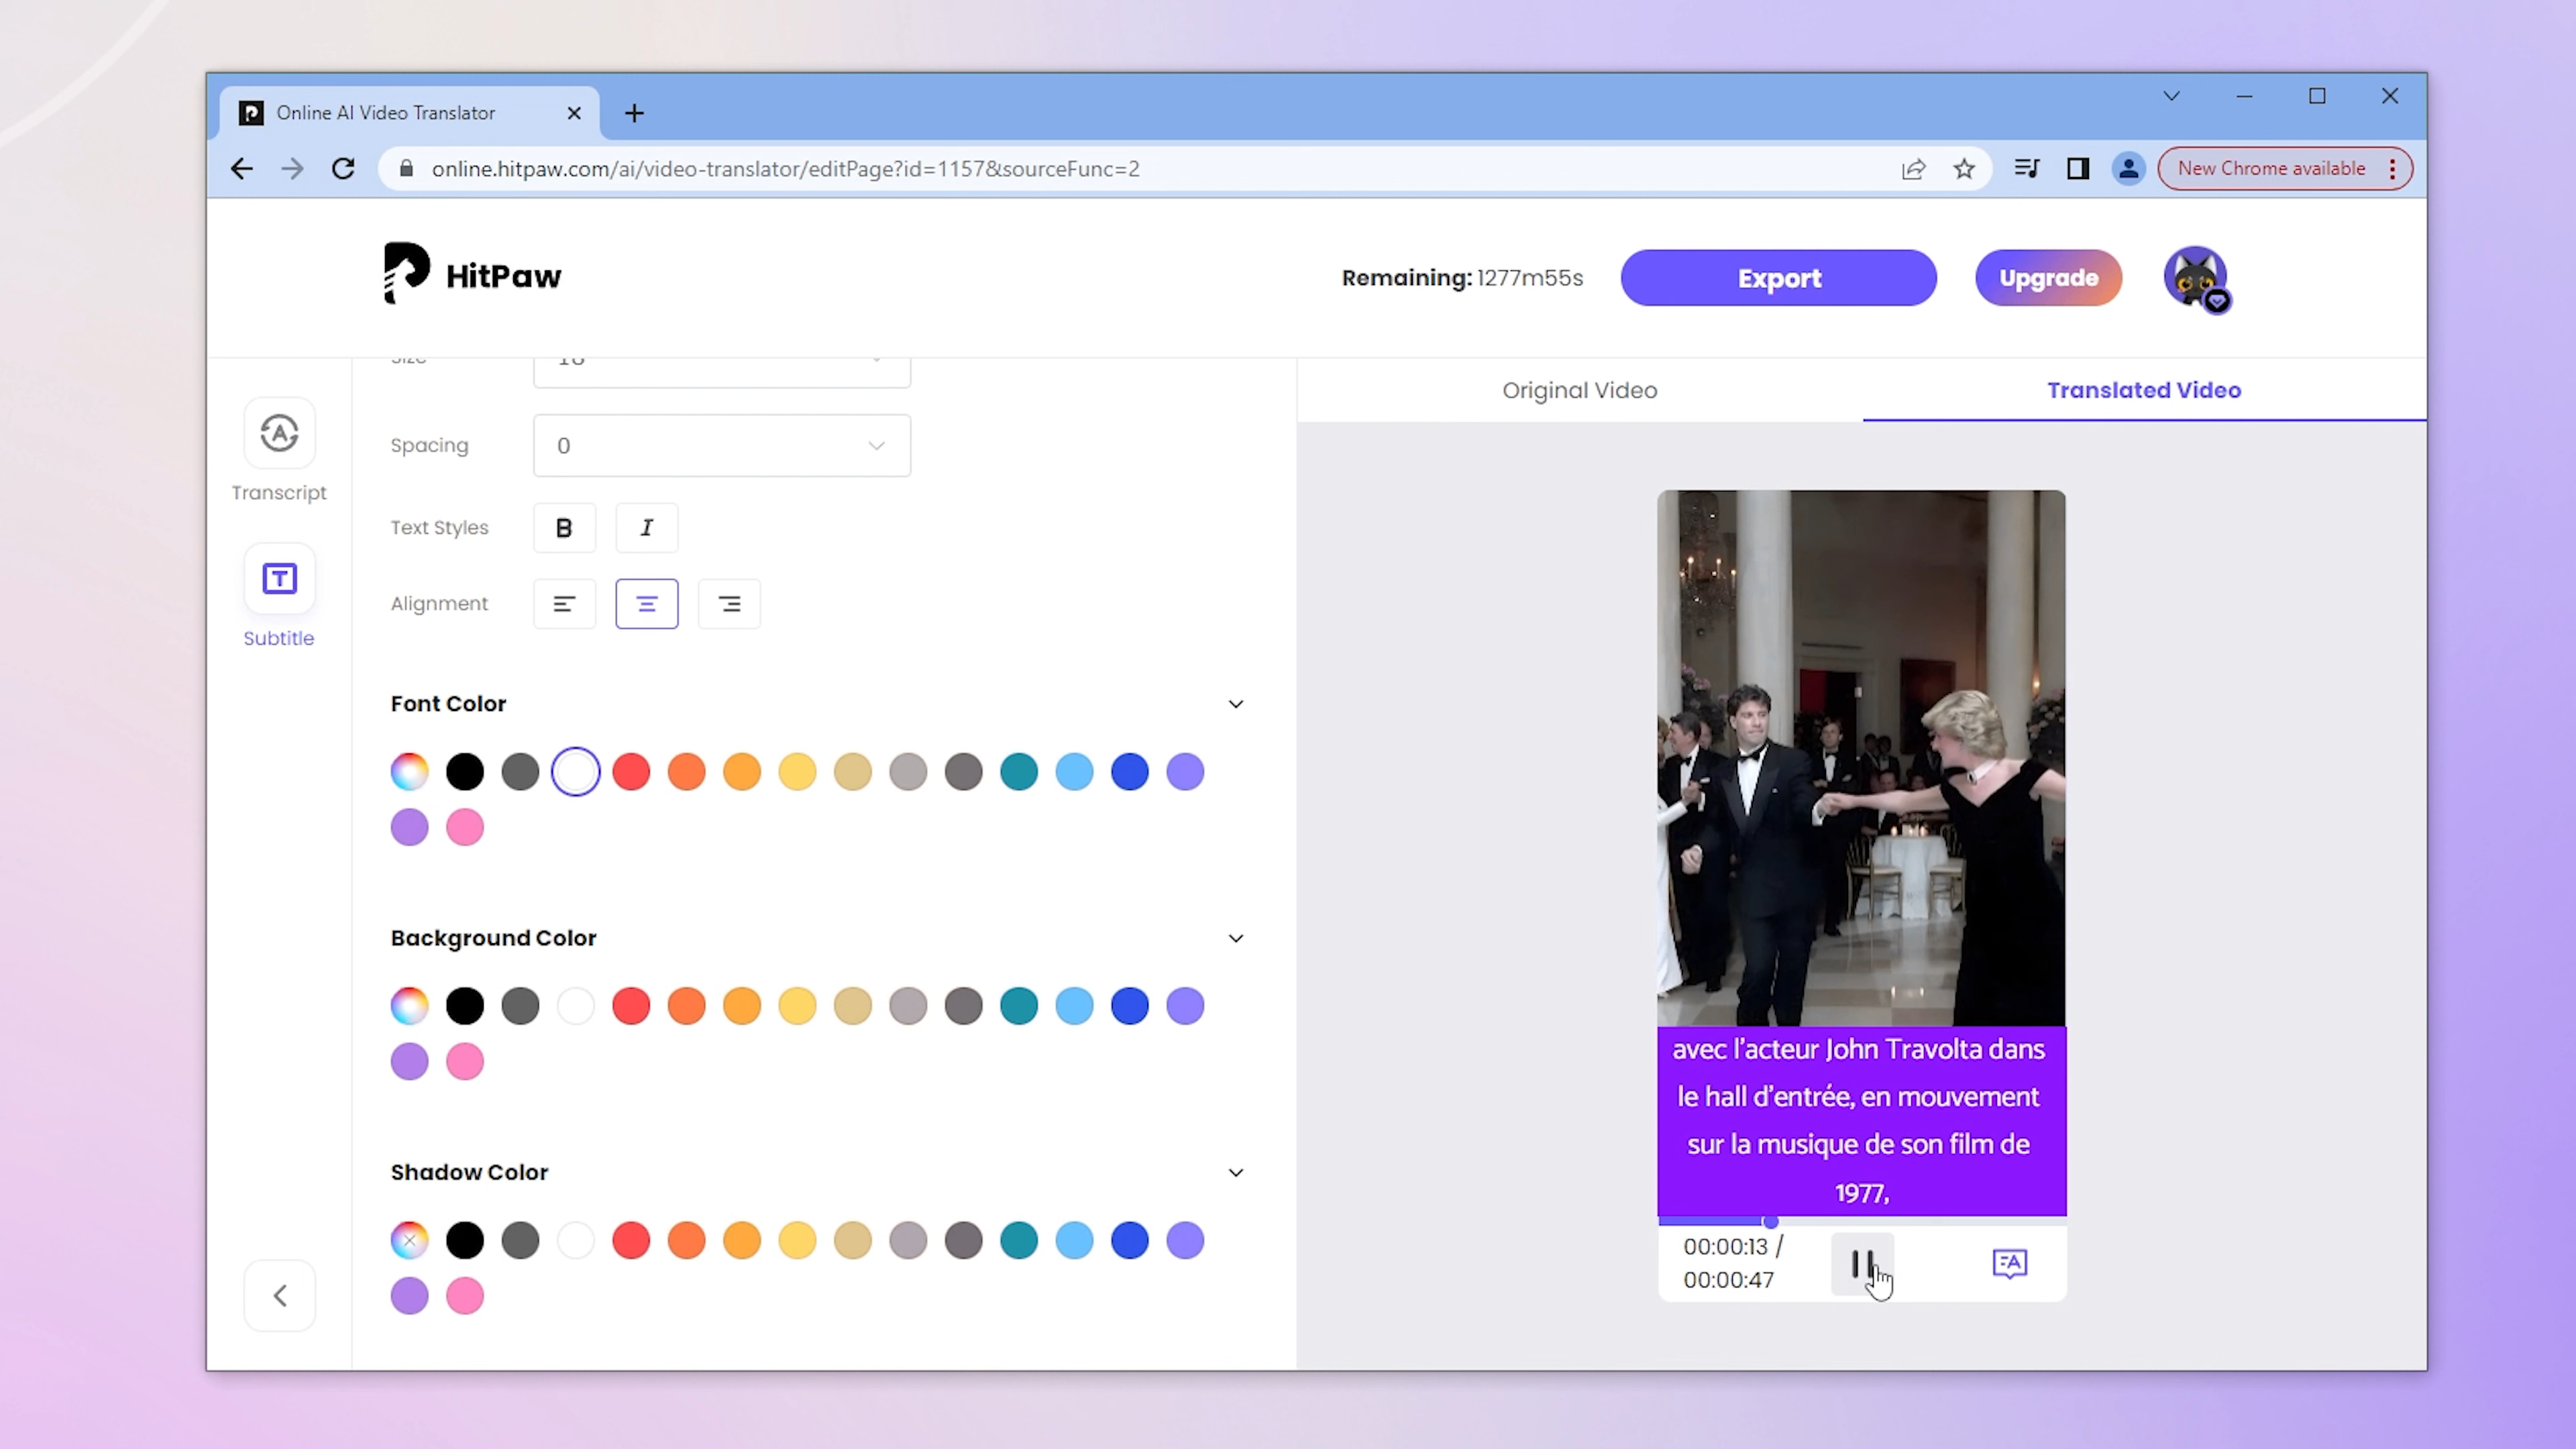 Online AI Video Translator
online.hitpaw.com/ai/video-translator/editPage?id=1157&sourceFunc=2
New Chrome available
HitPaw
Remaining: 1277m55s
Export
Upgrade
Transcript
Subtitle
Size
Spacing
0
Text Styles
B
I
Alignment
Font Color
Background Color
Shadow Color
Original Video
Translated Video
avec l'acteur John Travolta dans
le hall d'entrée, en mouvement
sur la musique de son film de
1977,
00:00:13 /
00:00:47